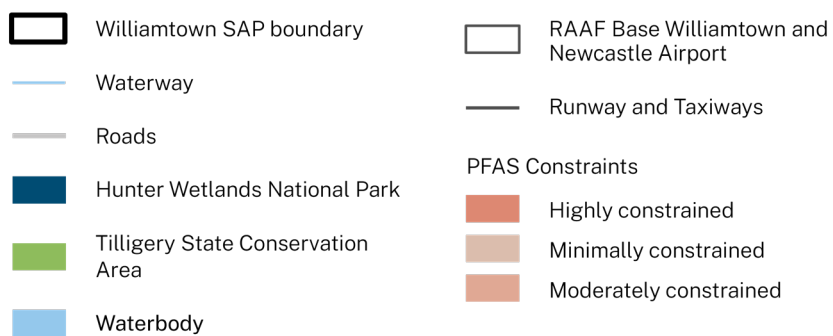 Williamtown SAP boundary
Waterway
Roads
Hunter Wetlands National Park
Tilligery State Conservation
Area
Waterbody
RAAF Base Williamtown and
Newcastle Airport
Runway and Taxiways
PFAS Constraints
Highly constrained
Minimally constrained
Moderately constrained